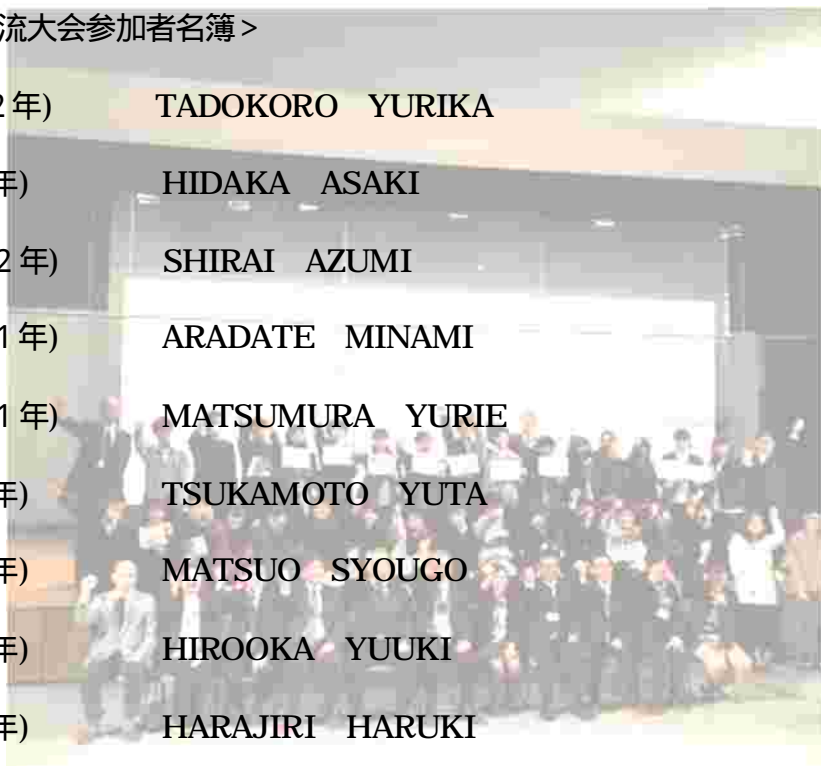 流大会参加者名簿>
2年) TADOKORO YURIKA
年) HIDAKA ASAKI
2年) SHIRAI AZUMI
1年) ARADATE MINAMI
1年) MATSUMURA YURIE
年) TSUKAMOTO YUTA
年) MATSUO SYOUGO
年) HIROOKA YUUKI
年) HARAJIRI HARUKI